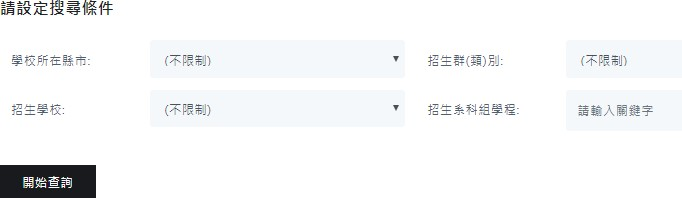 請設定搜尋條件
學校所在縣市: (不限制) 招生群(類)別: (不限制)
招生學校: (不限制) 招生系科組學程: 請輸入關鍵字
開始查詢